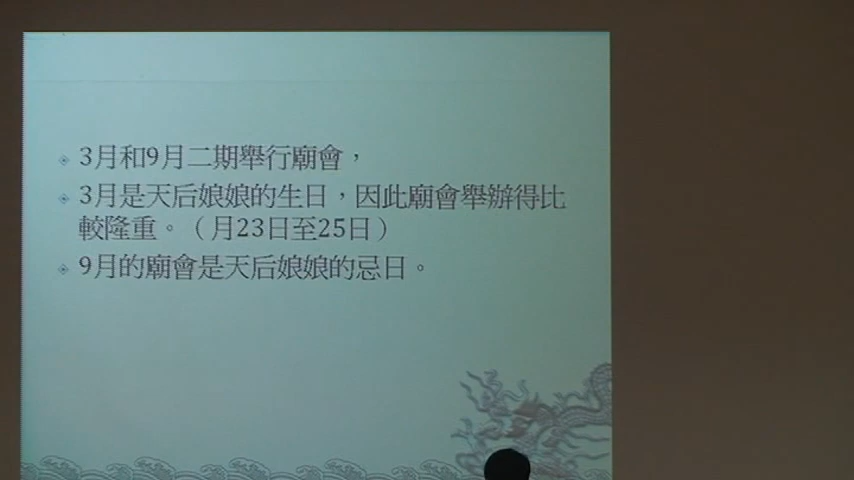 3月和9月二期舉行廟會，
3月是天后娘娘的生日，因此廟會舉辦得比
較隆重。（月23日至25日）
9月的廟會是天后娘娘的忌日。